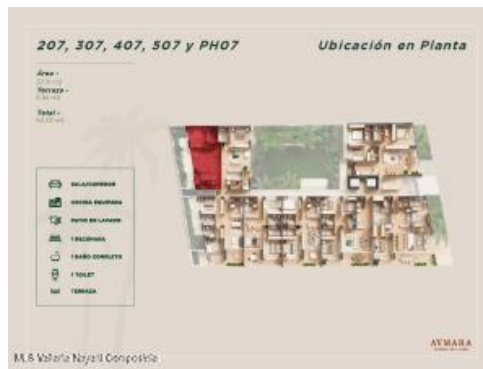 207, 307, 407, 507 y PH07
Ubicación en Planta
Área -
Terraza -
Total -
SALA/COMEDOR
COCINA EQUIPADA
PATIO DE LAVADO
1 RECÁMARA
1 BAÑO COMPLETO
1 TOILET
TERRAZA
AYMARA
MLS Vallarta Nayarit Compostela